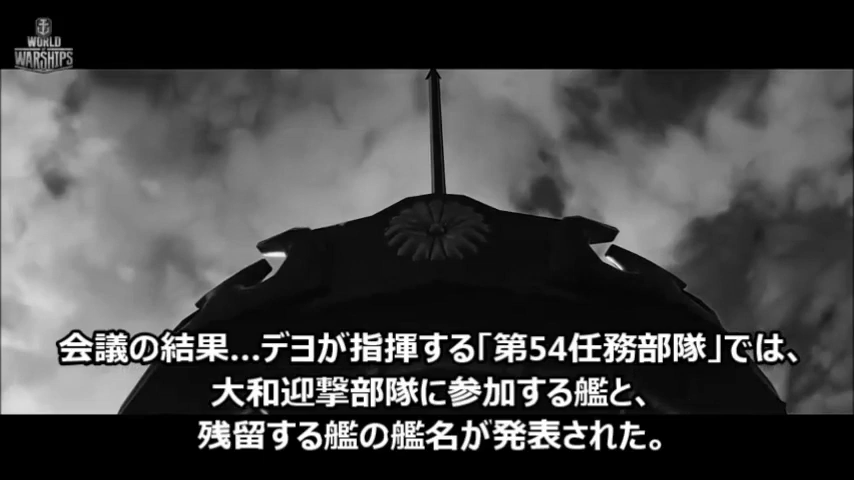 WORLD
OF
WARSHIPS
会議の結果...デヨが指揮する「第54任務部隊」では、
大和迎撃部隊に参加する艦と、
残留する艦の艦名が発表された。